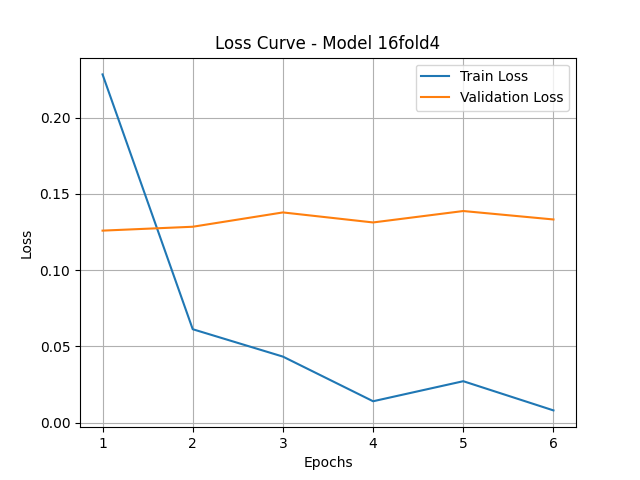 Loss Curve - Model 16fold4
Train Loss
Validation Loss
0.20
0.15
0.10
0.05
0.00
Loss
1 2 3 4 5 6
Epochs